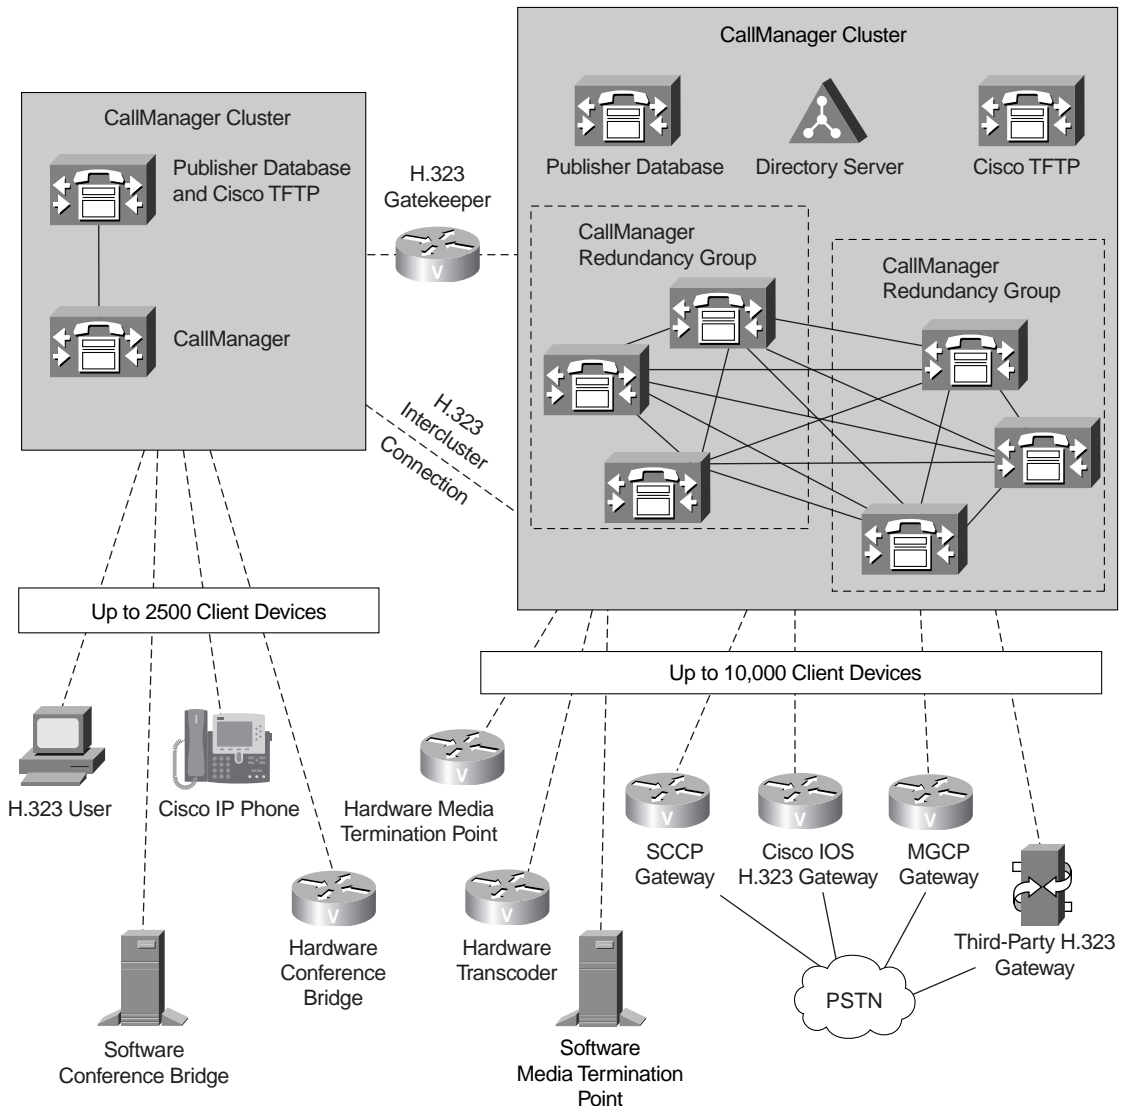 CallManager Cluster
Publisher Database
Directory Server
Cisco TFTP
CallManager
Redundancy Group
CallManager
Redundancy Group
CallManager Cluster
Publisher Database
and Cisco TFTP
CallManager
H.323
Gatekeeper
V
H.323
Intercluster
Connection
Up to 2500 Client Devices
Up to 10,000 Client Devices
H.323 User
Cisco IP Phone
V
Hardware Media
Termination Point
V
SCCP
Gateway
V
Cisco IOS
H.323 Gateway
V
MGCP
Gateway
Third-Party H.323
Gateway
V
Hardware
Conference
Bridge
V
Hardware
Transcoder
PSTN
Software
Conference Bridge
Software
Media Termination
Point